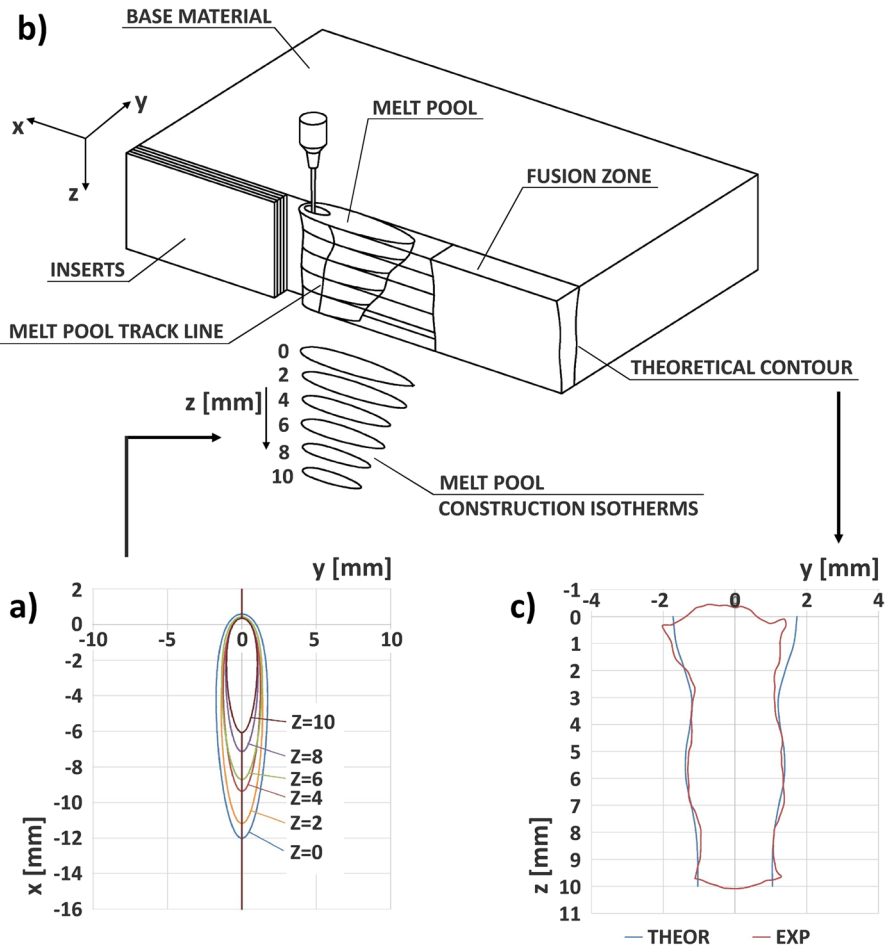 b)
BASE MATERIAL
y
x
z
MELT POOL
FUSION ZONE
INSERTS
MELT POOL TRACK LINE
THEORETICAL CONTOUR
0
2
4
6
8
10
z [mm]
MELT POOL
CONSTRUCTION ISOTHERMS
a)
y [mm]
2
0
-2
-4
-6
-8
-10
-12
-14
-16
-10
-5
0
5
10
x [mm]
Z=10
Z=8
Z=6
Z=4
Z=2
Z=0
c)
y [mm]
-4
-2
0
2
4
-1
0
1
2
3
4
5
6
7
8
9
10
11
z [mm]
THEOR
EXP